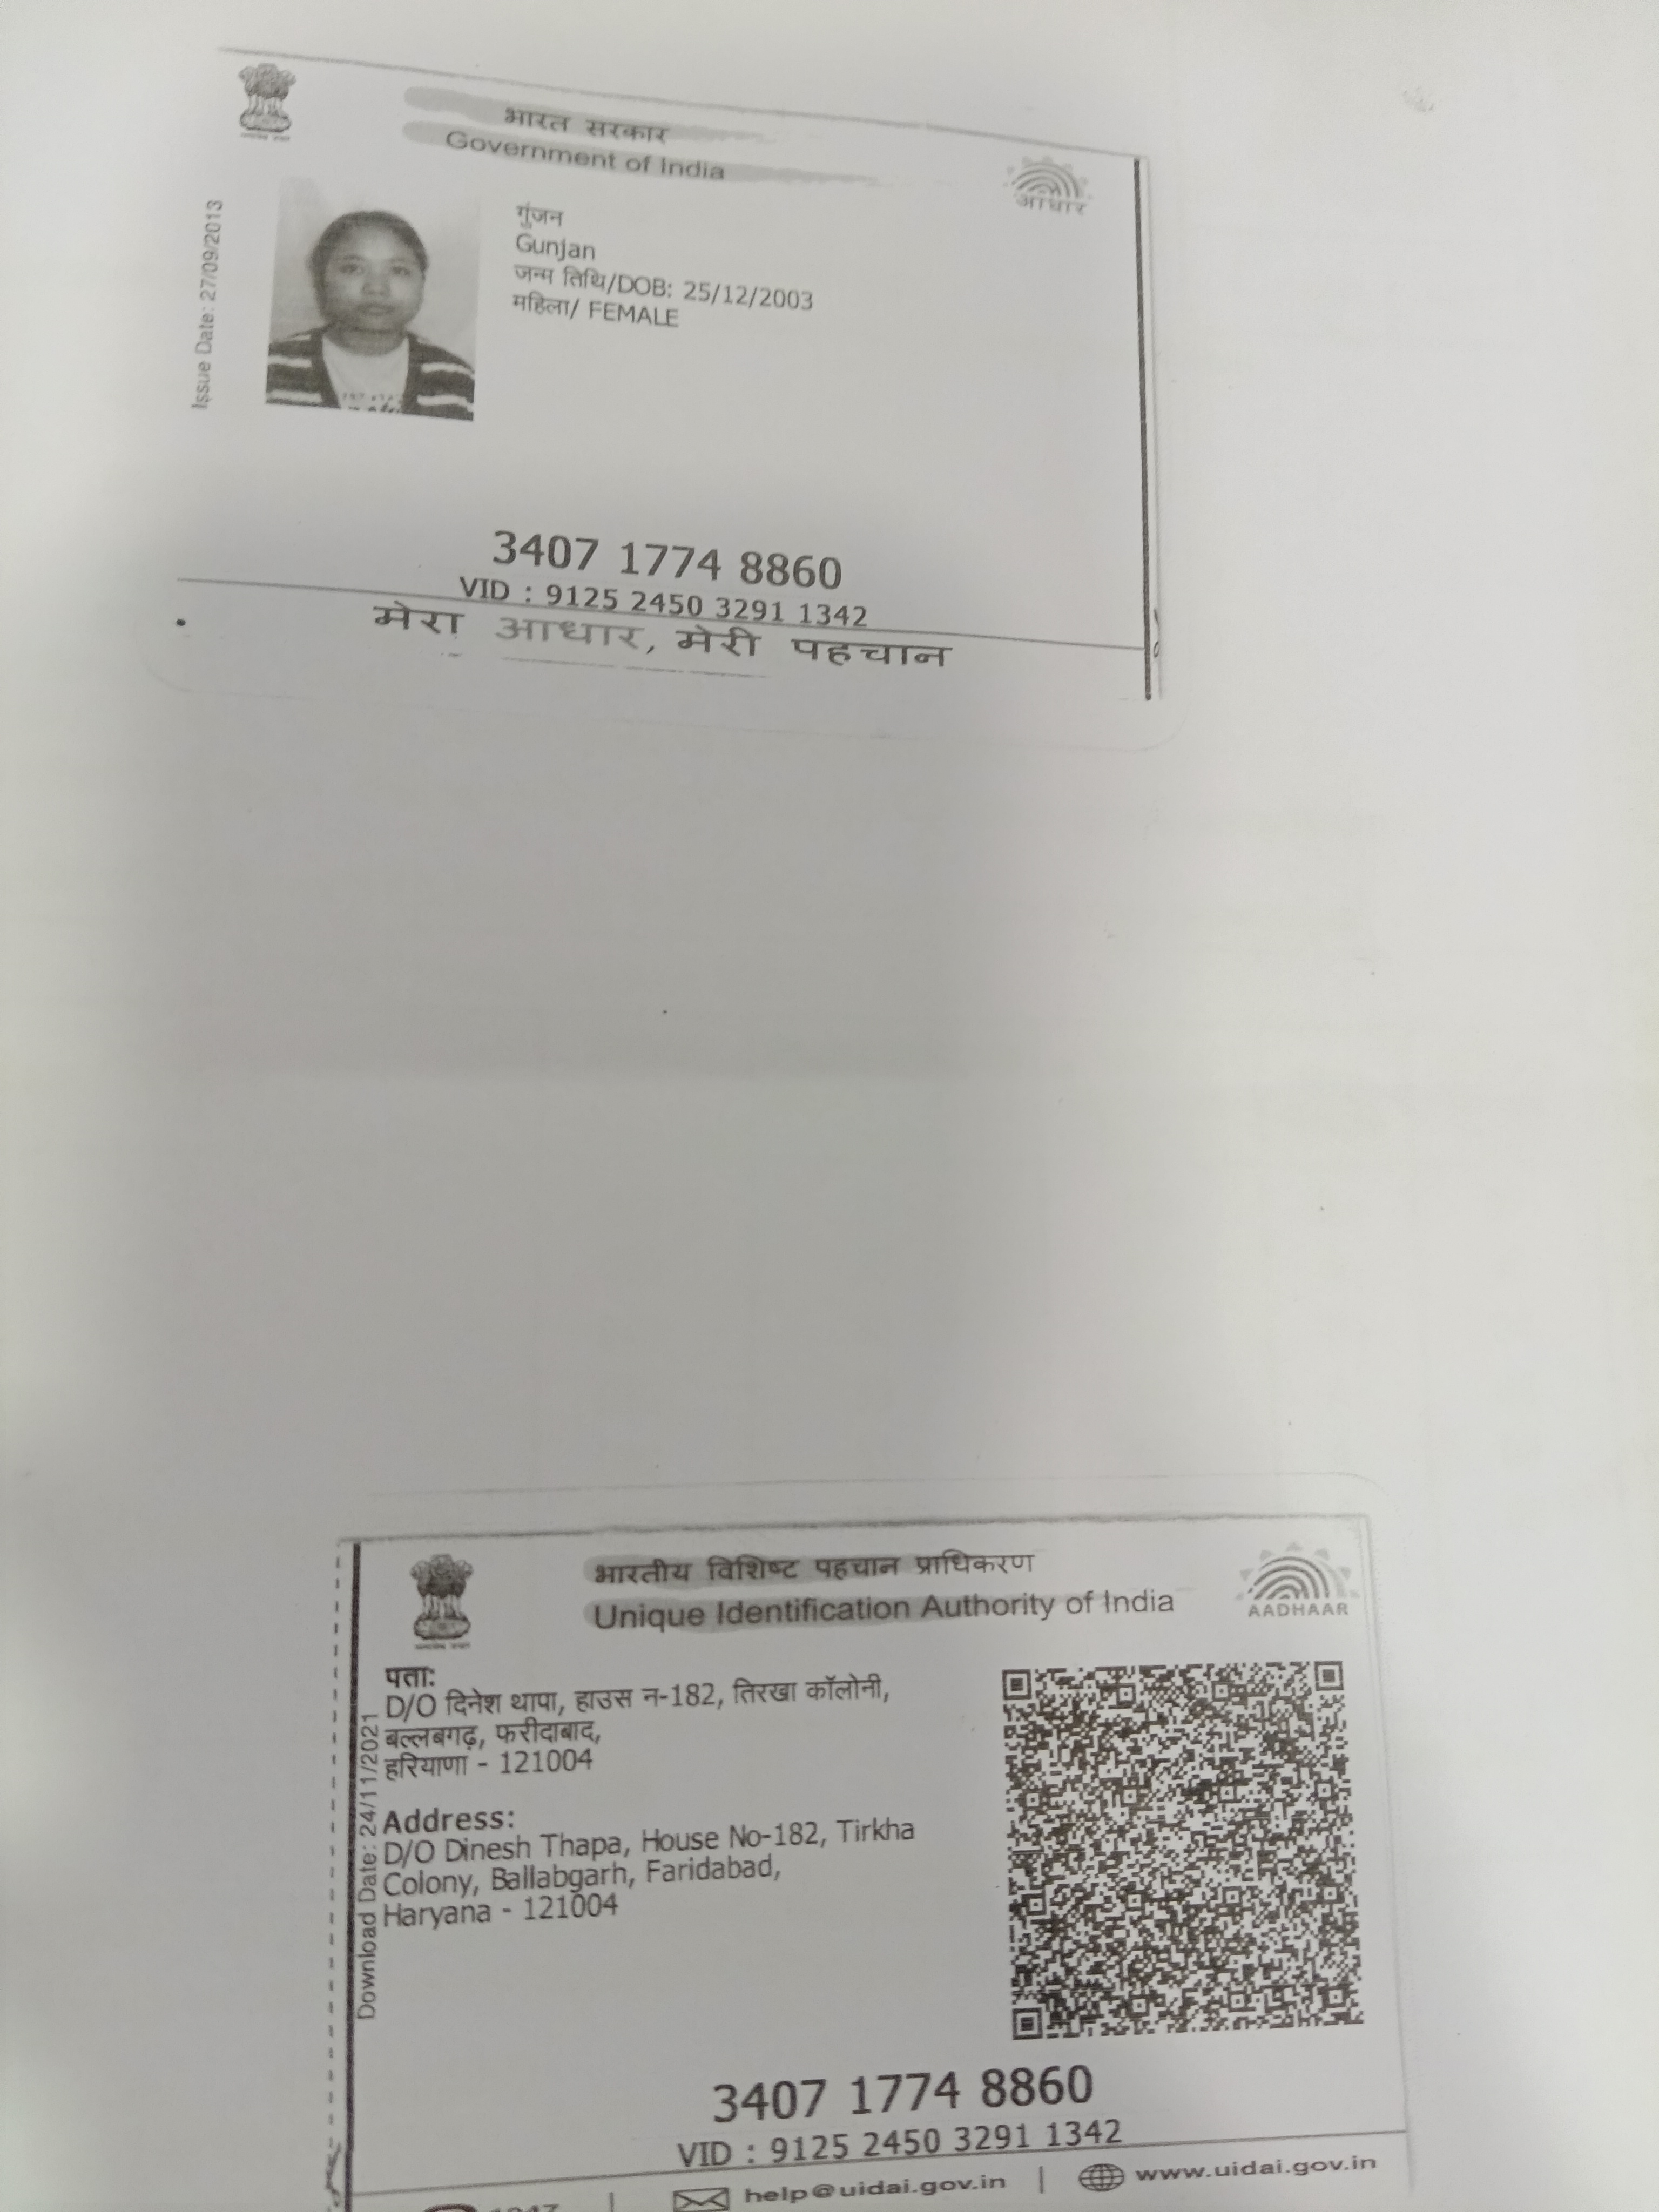 भारत सरकार
Government of India
आधार
Issue Date: 27/09/2013
गुंजन
Gunjan
जन्म तिथि/DOB: 25/12/2003
महिला/ FEMALE
3407 1774 8860
VID : 9125 2450 3291 1342
मेरा आधार, मेरी पहचान
भारतीय विशिष्ट पहचान प्राधिकरण
Unique Identification Authority of India
AADHAAR
Download Date: 24/11/2021
पता:
D/O दिनेश थापा, हाउस न-182, तिरखा कॉलोनी,
बल्लबगढ़, फरीदाबाद,
हरियाणा - 121004
Address:
D/O Dinesh Thapa, House No-182, Tirkha
Colony, Ballabgarh, Faridabad,
Haryana - 121004
3407 1774 8860
VID : 9125 2450 3291 1342
help@uidai.gov.in | www.uidai.gov.in